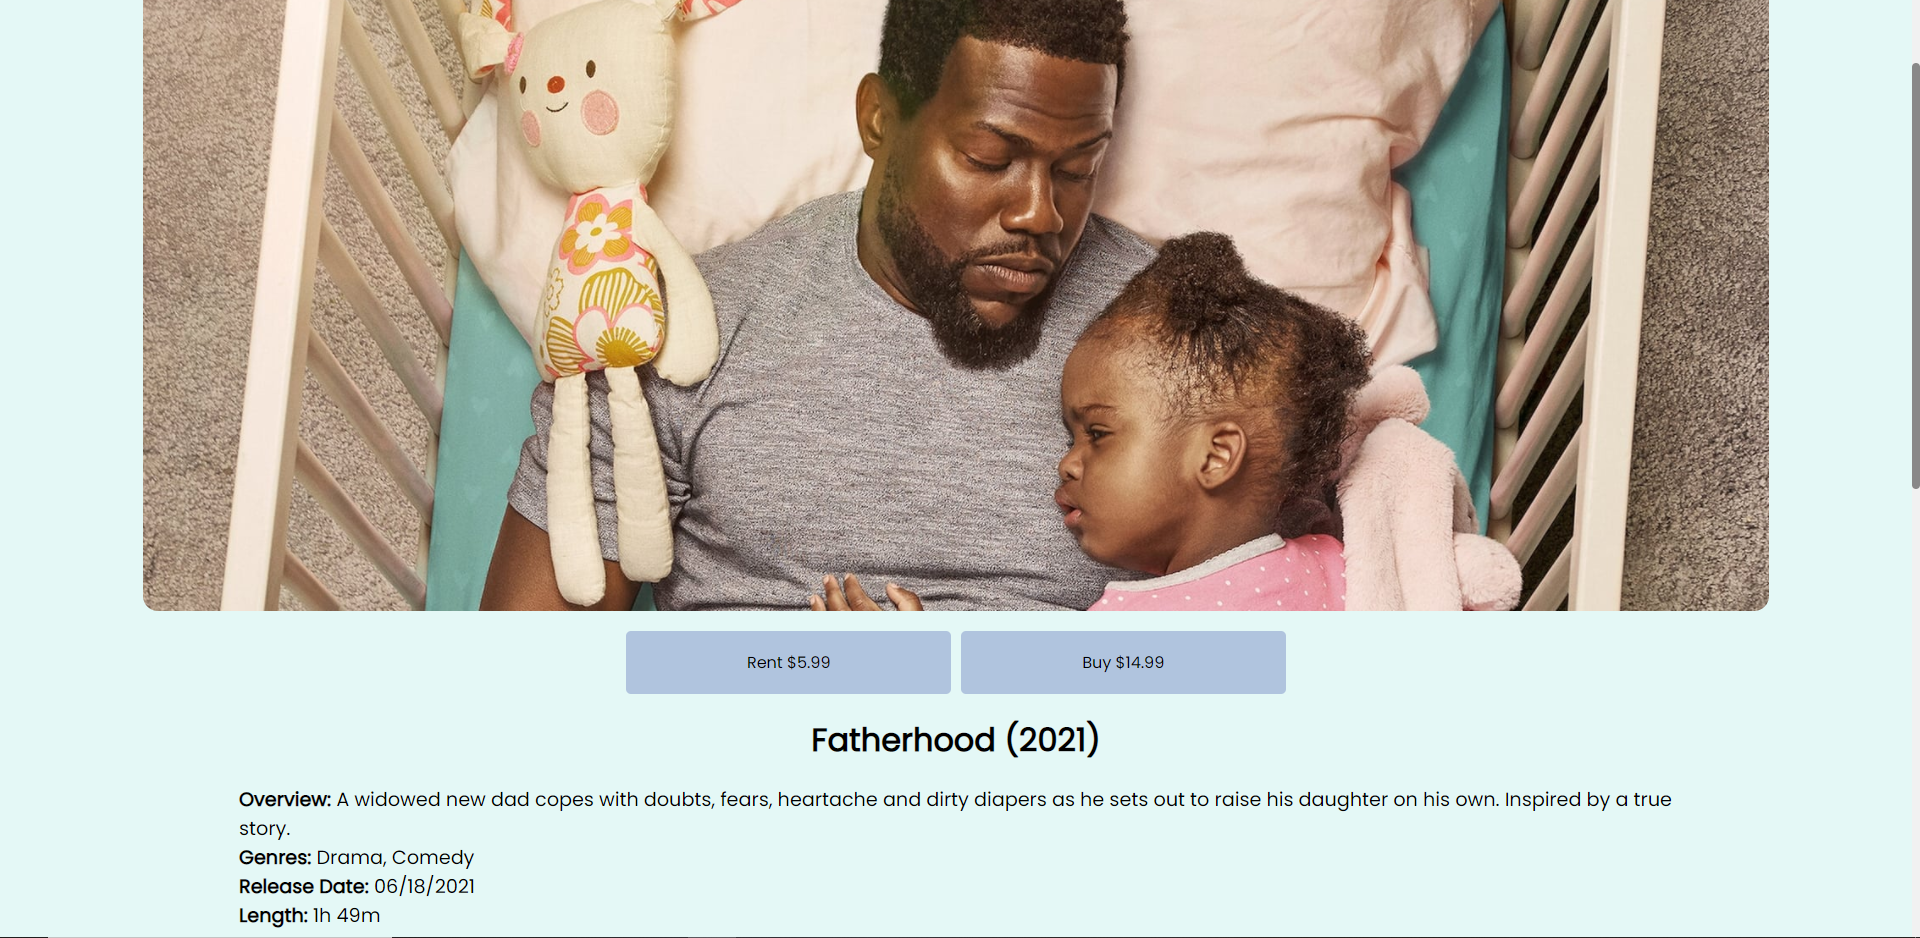 Rent $5.99
Buy $14.99
Fatherhood (2021)
Overview: A widowed new dad copes with doubts, fears, heartache and dirty diapers as he sets out to raise his daughter on his own. Inspired by a true
story.
Genres: Drama, Comedy
Release Date: 06/18/2021
Length: 1h 49m